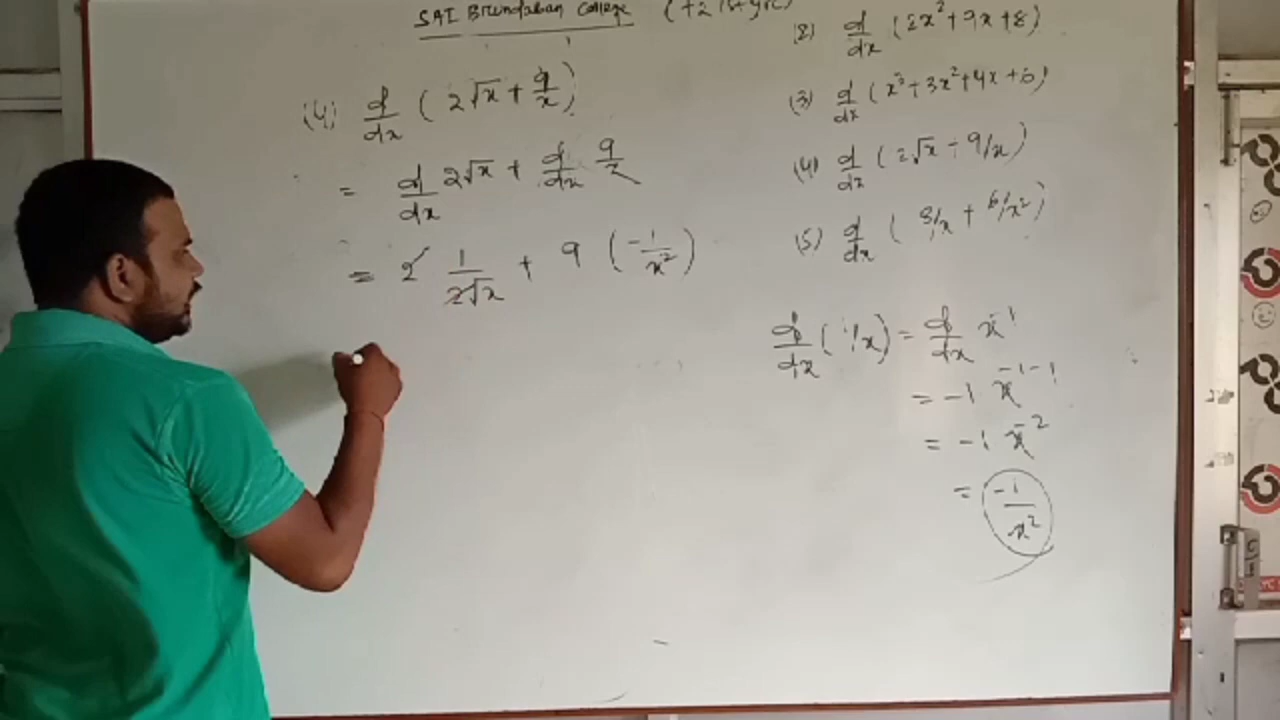 SAI Brundaban College (+2 1st yr
(4) d/dx ( 2√x + 9/x )
= d/dx 2√x + d/dx 9/x
= 2 1/2√x + 9 ( -1/x² )
(2) d/dx (2x² + 9x + 8)
(3) d/dx ( x³ + 3x² + 4x + 6)
(4) d/dx ( 2√x + 9/x )
(5) d/dx ( 3/x + 6/x² )
d/dx ( 1/x ) = d/dx x⁻¹
= -1 x⁻¹⁻¹
= -1 x⁻²
= -1/x²